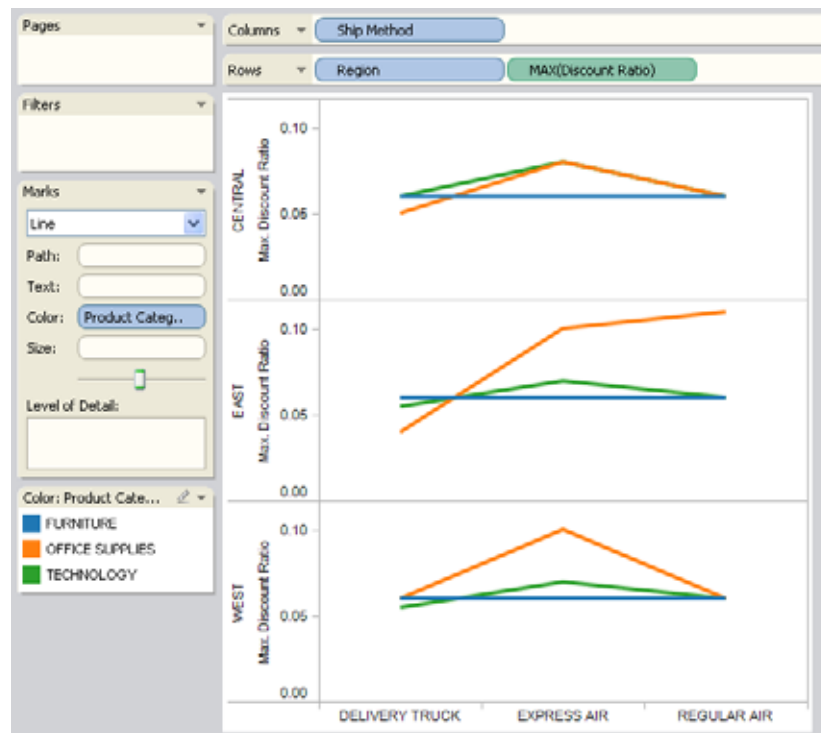 Pages
Filters
Marks
Line
Path:
Text:
Color: Product Categ..
Size:
Level of Detail:
Color: Product Cate...
FURNITURE
OFFICE SUPPLIES
TECHNOLOGY
Columns Ship Method
Rows Region MAX(Discount Ratio)
CENTRAL
Max. Discount Ratio
0.10
0.05
0.00
EAST
Max. Discount Ratio
0.10
0.05
0.00
WEST
Max. Discount Ratio
0.10
0.05
0.00
DELIVERY TRUCK EXPRESS AIR REGULAR AIR